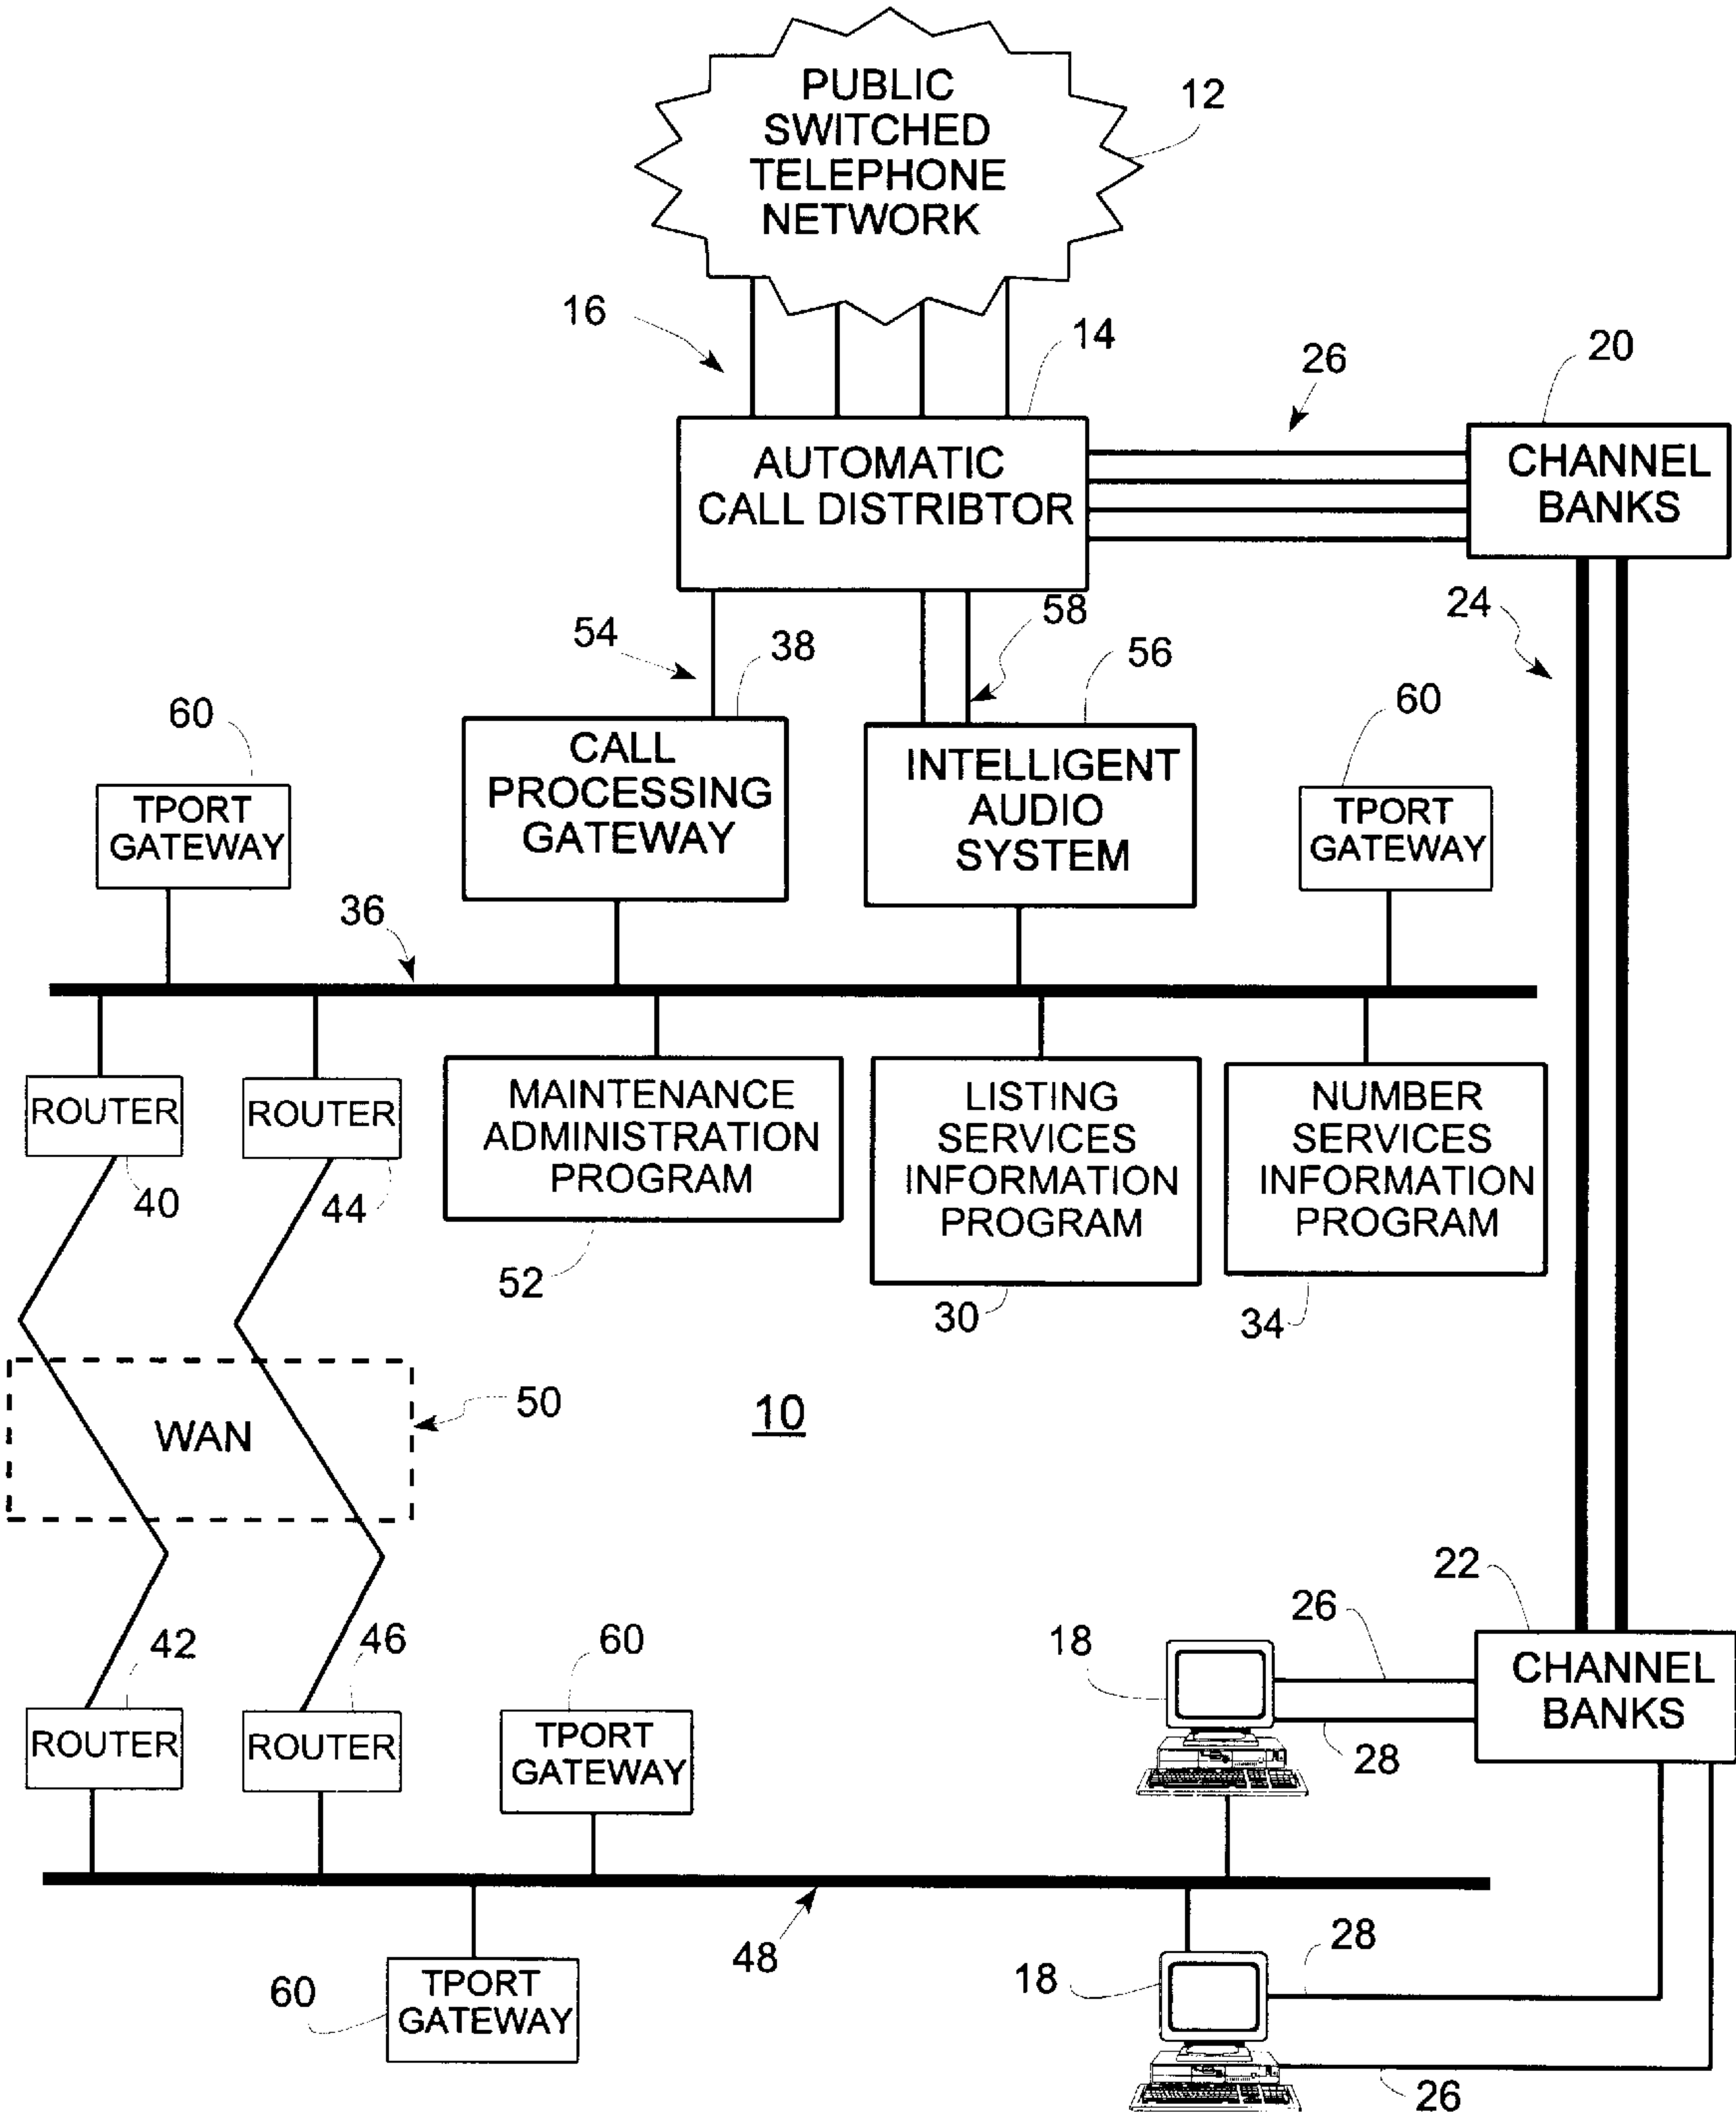 PUBLIC
SWITCHED
TELEPHONE
NETWORK
12
16
14
26
20
AUTOMATIC
CALL DISTRIBTOR
CHANNEL
BANKS
54
38
58
56
24
60
60
TPORT
GATEWAY
CALL
PROCESSING
GATEWAY
INTELLIGENT
AUDIO
SYSTEM
TPORT
GATEWAY
36
ROUTER
ROUTER
MAINTENANCE
ADMINISTRATION
PROGRAM
LISTING
SERVICES
INFORMATION
PROGRAM
NUMBER
SERVICES
INFORMATION
PROGRAM
40
44
52
30
34
WAN
50
10
22
42
46
60
18
26
CHANNEL
BANKS
ROUTER
ROUTER
TPORT
GATEWAY
28
48
28
60
TPORT
GATEWAY
18
26